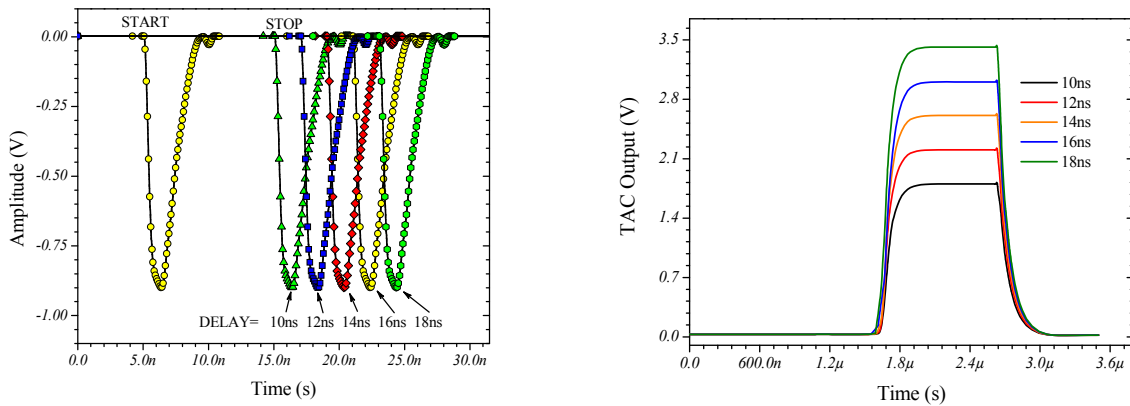 START
STOP
0.00
-0.25
-0.50
-0.75
-1.00
Amplitude (V)
DELAY= 10ns 12ns 14ns 16ns 18ns
0.0 5.0n 10.0n 15.0n 20.0n 25.0n 30.0n
Time (s)
3.5
2.8
2.1
1.4
0.7
0.0
TAC Output (V)
10ns
12ns
14ns
16ns
18ns
0.0 600.0n 1.2μ 1.8μ 2.4μ 3.0μ 3.6μ
Time (s)